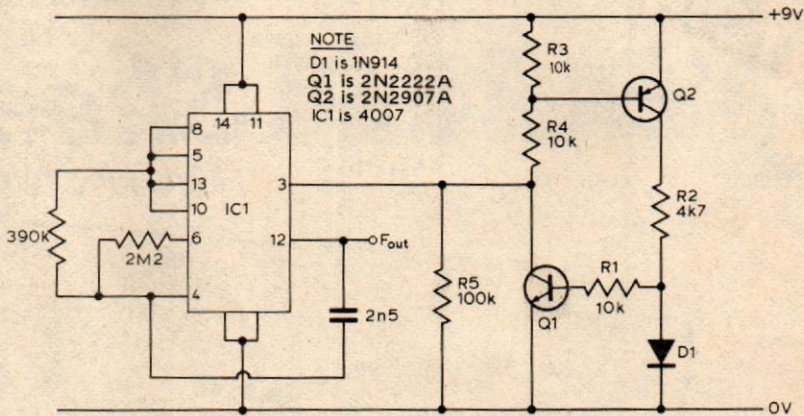 +9V
NOTE
D1 is 1N914
Q1 is 2N2222A
Q2 is 2N2907A
IC1 is 4007
R3
10k
Q2
14 11
8
5
13
10
6
4
3
12
IC1
R4
10k
390k
2M2
Fout
R2
4k7
R5
100k
2n5
Q1
R1
10k
D1
0V